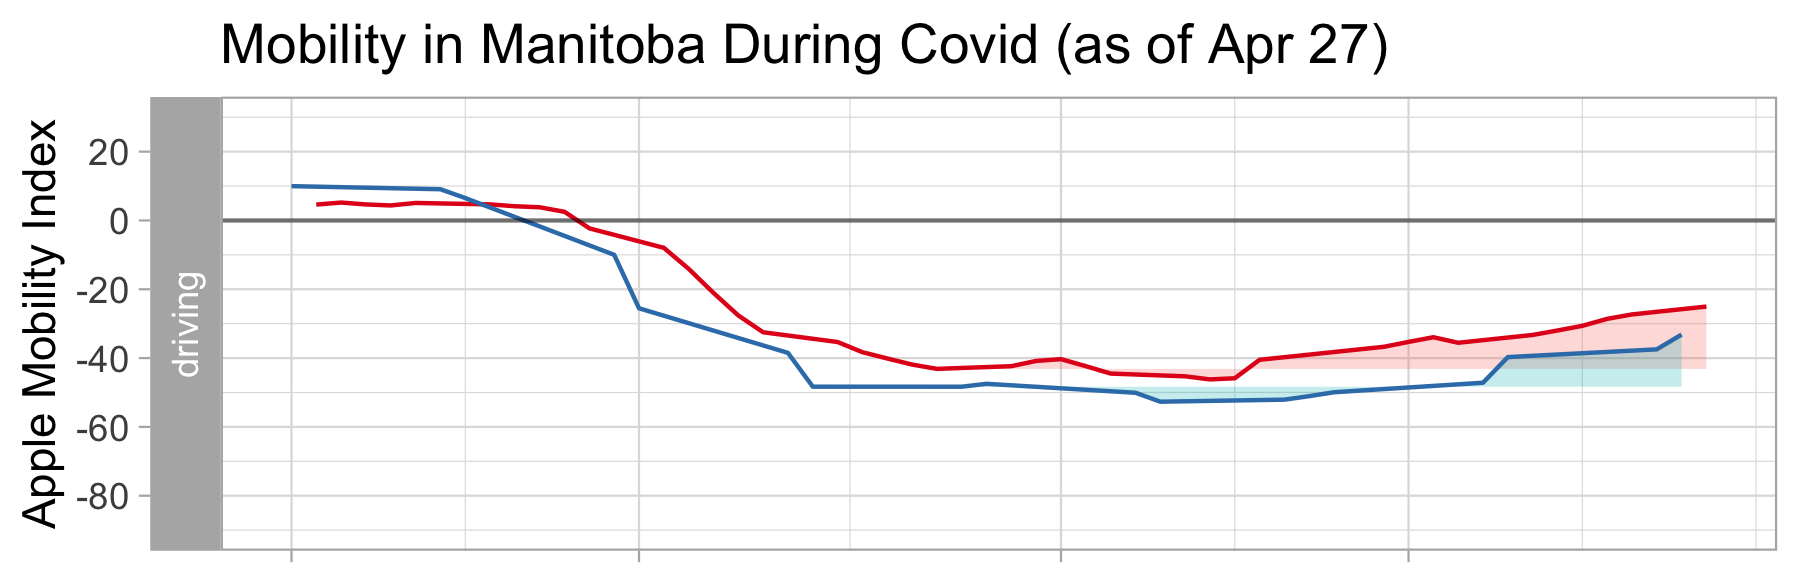 Mobility in Manitoba During Covid (as of Apr 27)
Apple Mobility Index
driving
20
0
-20
-40
-60
-80